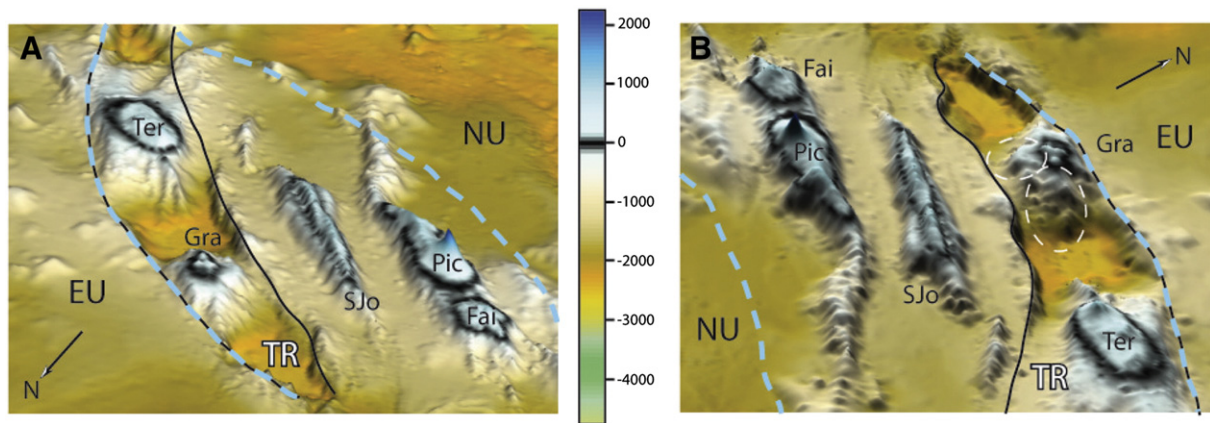 A
Ter
NU
Gra
Pic
EU
SJo
Fai
TR
N
2000
1000
0
-1000
-2000
-3000
-4000
B
Fai
N
Gra
EU
Pic
SJo
NU
Ter
TR